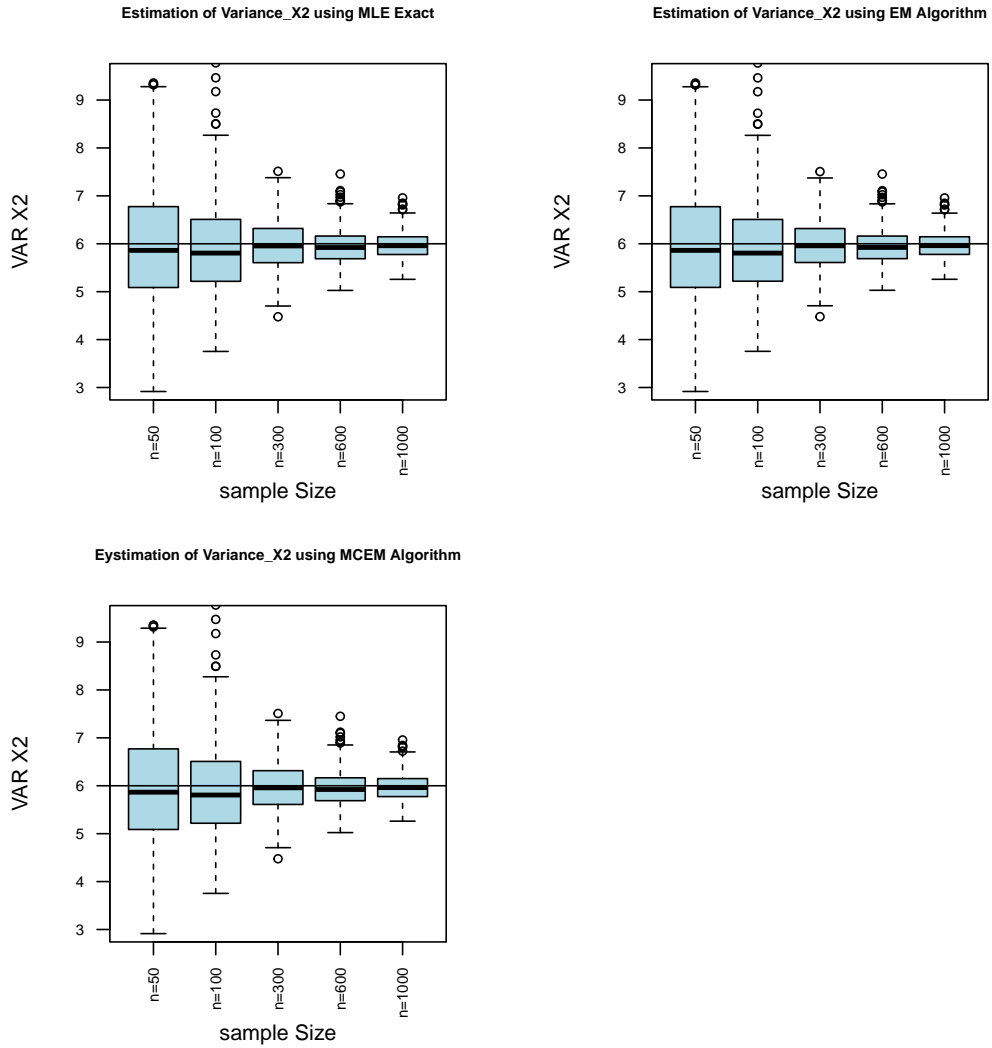 Estimation of Variance_X2 using MLE Exact
VAR X2
9
8
7
6
5
4
3
n=50
n=100
n=300
n=600
n=1000
sample Size
Estimation of Variance_X2 using EM Algorithm
VAR X2
9
8
7
6
5
4
3
n=50
n=100
n=300
n=600
n=1000
sample Size
Eystimation of Variance_X2 using MCEM Algorithm
VAR X2
9
8
7
6
5
4
3
n=50
n=100
n=300
n=600
n=1000
sample Size